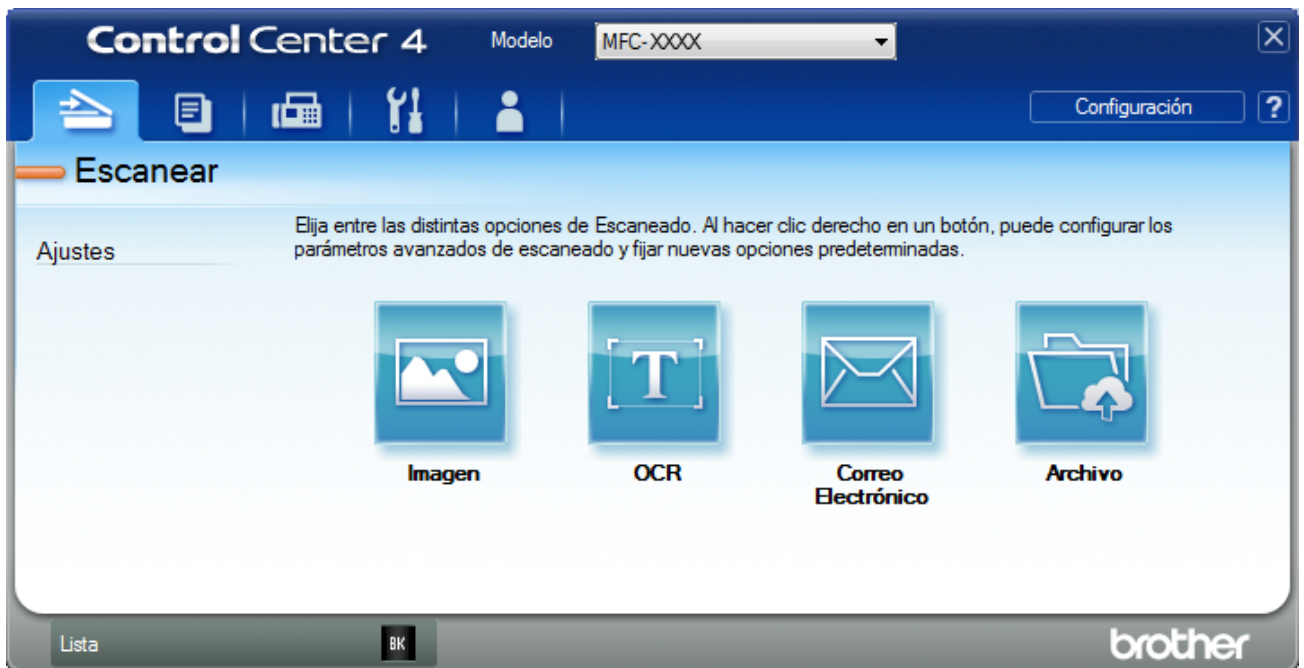 Control Center 4 Modelo MFC-XXXX
Configuración ?
Escanear
Ajustes
Elija entre las distintas opciones de Escaneado. Al hacer clic derecho en un botón, puede configurar los
parámetros avanzados de escaneado y fijar nuevas opciones predeterminadas.
T
Imagen OCR Correo Archivo
Electrónico
Lista BK brother